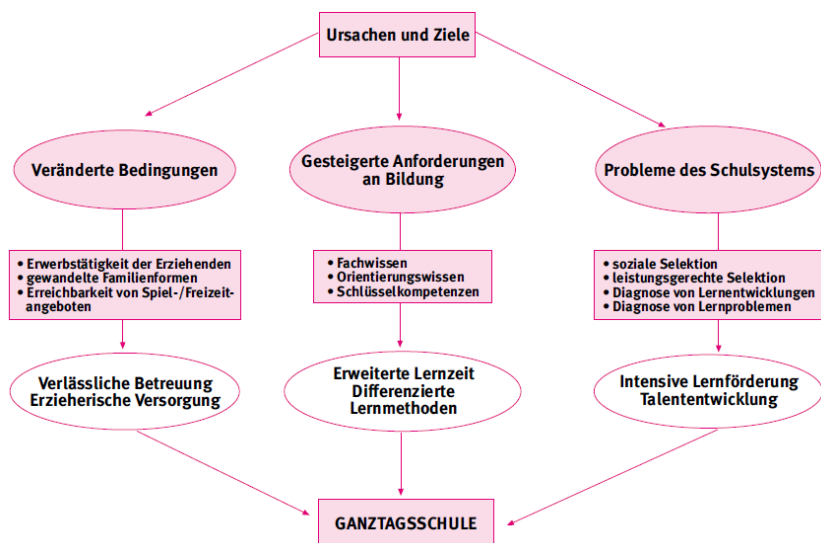 Ursachen und Ziele
Veränderte Bedingungen
Gesteigerte Anforderungen
an Bildung
Probleme des Schulsystems
• Erwerbstätigkeit der Erziehenden
• gewandelte Familienformen
• Erreichbarkeit von Spiel-/Freizeit-
angeboten
• Fachwissen
• Orientierungswissen
• Schlüsselkompetenzen
• soziale Selektion
• leistungsgerechte Selektion
• Diagnose von Lernentwicklungen
• Diagnose von Lernproblemen
Verlässliche Betreuung
Erzieherische Versorgung
Erweiterte Lernzeit
Differenzierte
Lernmethoden
Intensive Lernförderung
Talententwicklung
GANZTAGSSCHULE